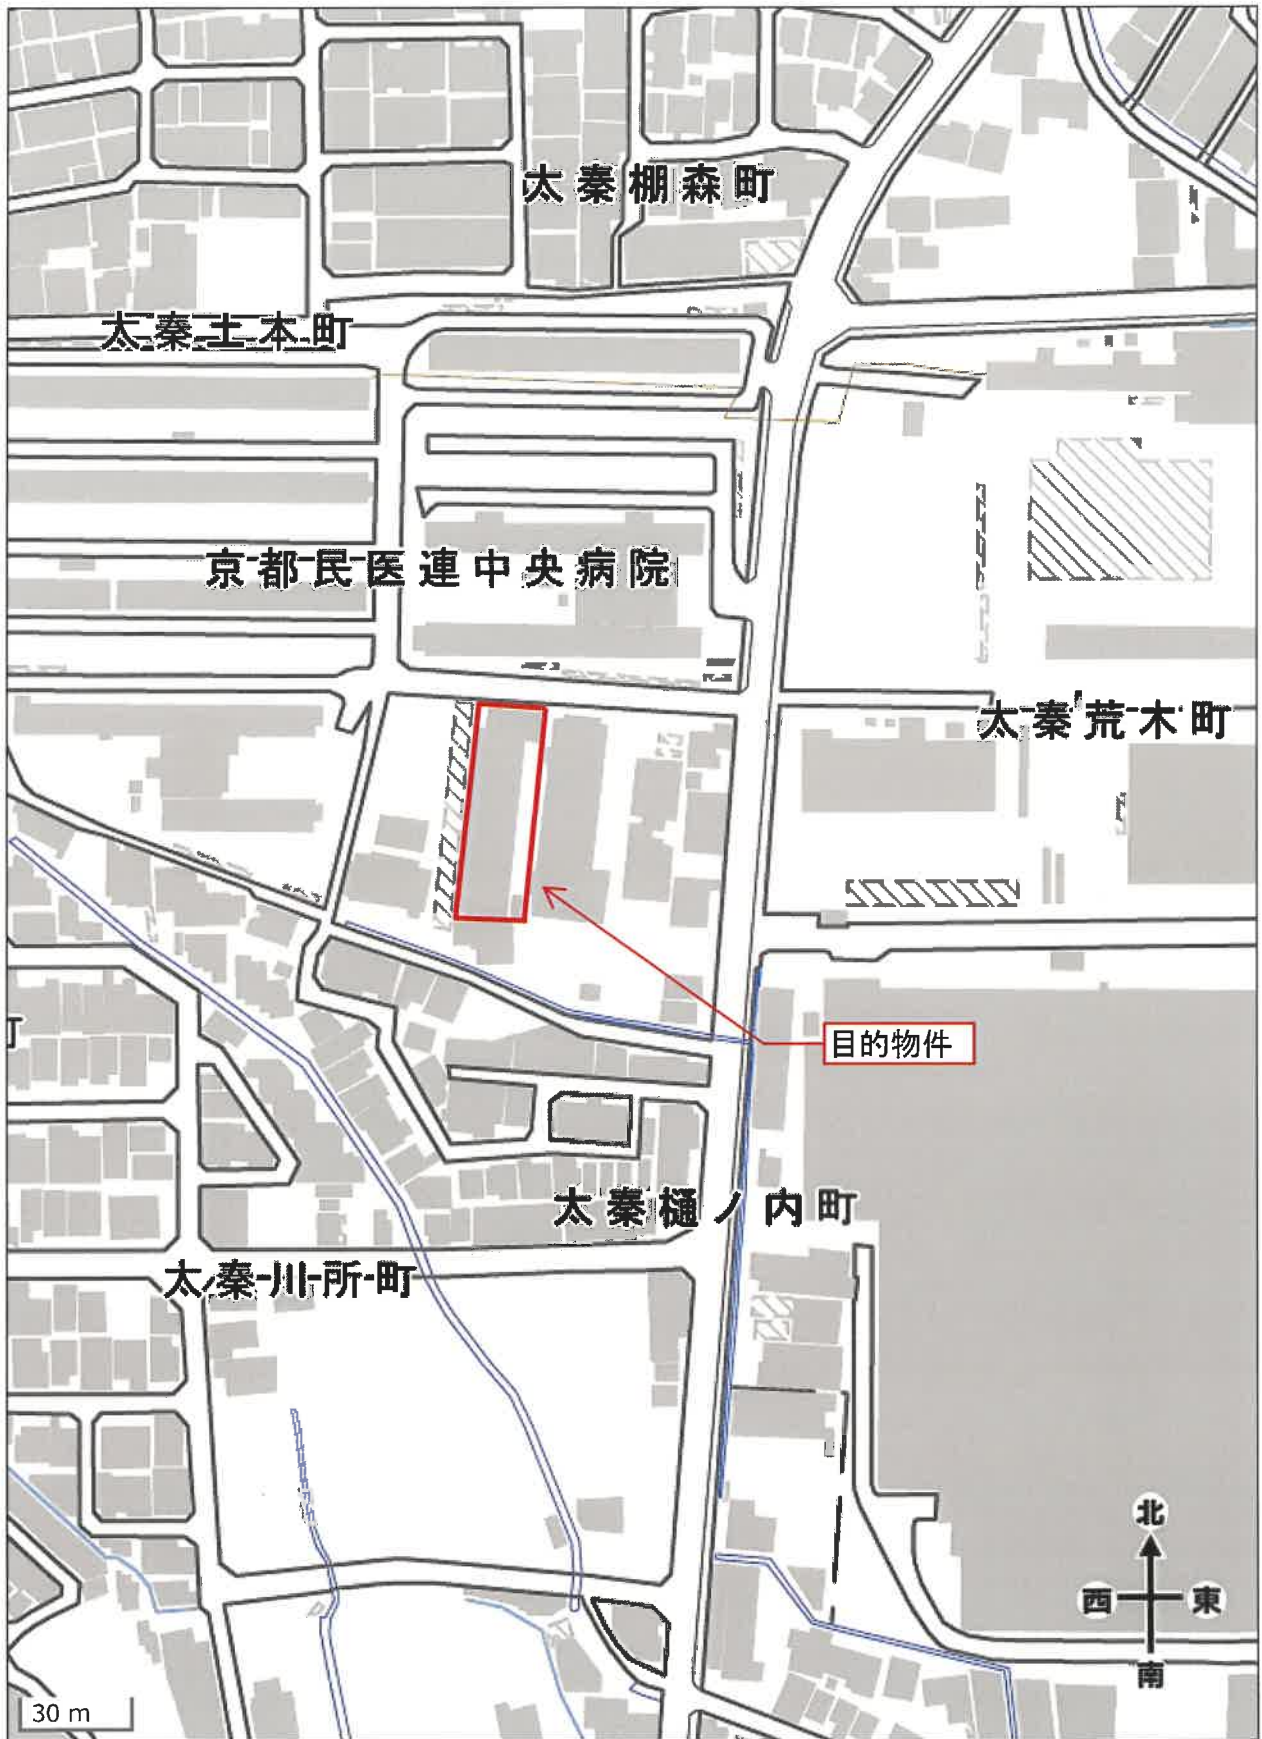 太秦棚森町
太秦土本町
京都民医連中央病院
太秦荒木町
目的物件
町
太秦樋ノ内町
太秦川所町
北
西 東
南
30 m